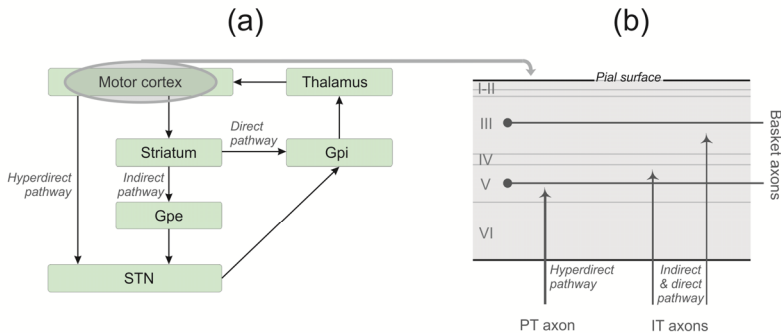 (a)
(b)
Motor cortex
Thalamus
Striatum
Direct
pathway
Gpi
Hyperdirect
pathway
Indirect
pathway
Gpe
STN
Pial surface
I-II
III
IV
V
VI
Basket axons
Hyperdirect
pathway
Indirect
& direct
pathway
PT axon
IT axons